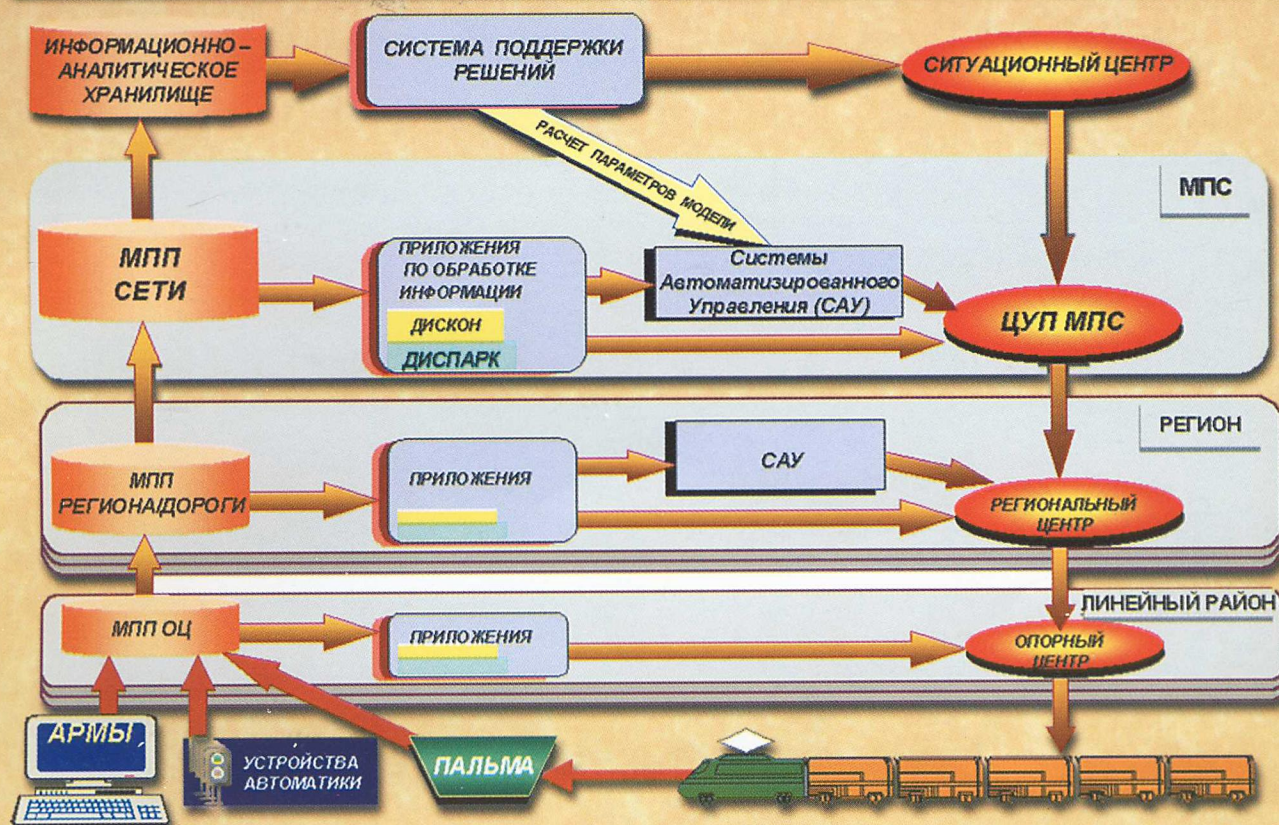 ИНФОРМАЦИОННО –
АНАЛИТИЧЕСКОЕ
ХРАНИЛИЩЕ
СИСТЕМА ПОДДЕРЖКИ
РЕШЕНИЙ
СИТУАЦИОННЫЙ ЦЕНТР
РАСЧЕТ ПАРАМЕТРОВ МОДЕЛИ
МПС
МПП
СЕТИ
ПРИЛОЖЕНИЯ
ПО ОБРАБОТКЕ
ИНФОРМАЦИИ
ДИСКОН
ДИСПАРК
Системы
Автоматизированного
Управления (САУ)
ЦУП МПС
РЕГИОН
МПП
РЕГИОНА/ДОРОГИ
ПРИЛОЖЕНИЯ
САУ
РЕГИОНАЛЬНЫЙ
ЦЕНТР
ЛИНЕЙНЫЙ РАЙОН
МПП ОЦ
ПРИЛОЖЕНИЯ
ОПОРНЫЙ
ЦЕНТР
АРМЫ
УСТРОЙСТВА
АВТОМАТИКИ
ПАЛЬМА